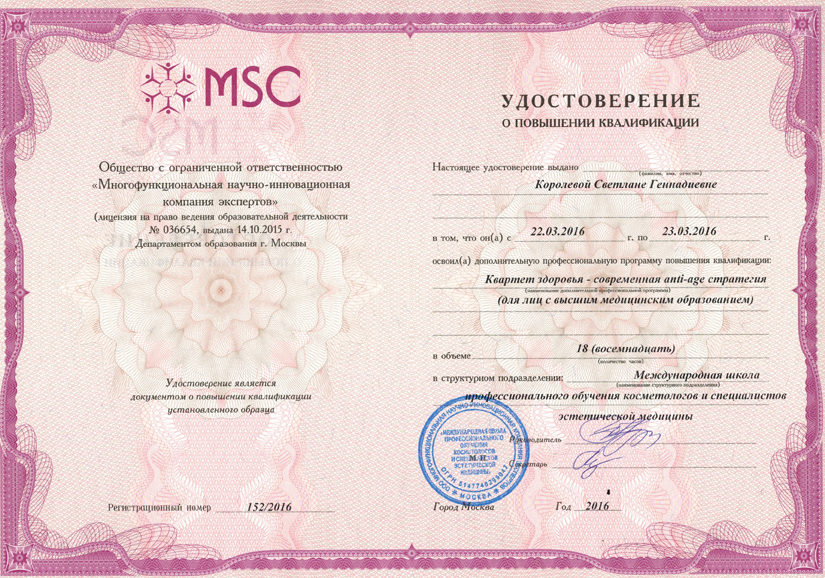 MSC
Общество с ограниченной ответственностью
«Многофункциональная научно-инновационная
компания экспертов»
(лицензия на право ведения образовательной деятельности
№ 036654, выдана 14.10.2015 г.
Департаментом образования г. Москвы
Удостоверение является
документом о повышении квалификации
установленного образца
Регистрационный номер 152/2016
УДОСТОВЕРЕНИЕ
О ПОВЫШЕНИИ КВАЛИФИКАЦИИ
Настоящее удостоверение выдано
(фамилия, имя, отчество)
Королевой Светлане Геннадиевне
в том, что он(а) с 22.03.2016 г. по 23.03.2016 г.
освоил(а) дополнительную профессиональную программу повышения квалификации:
Квартет здоровья - современная anti-age стратегия
(наименование дополнительной профессиональной программы)
(для лиц с высшим медицинским образованием)
в объеме 18 (восемнадцать)
(количество часов)
в структурном подразделении: Международная школа
(наименование структурного подразделения)
профессионального обучения косметологов и специалистов
эстетической медицины
Руководитель
М.П.
Секретарь
МЕЖДУНАРОДНАЯ ШКОЛА
ПРОФЕССИОНАЛЬНОГО
ОБУЧЕНИЯ
КОСМЕТОЛОГОВ
ЭСТЕТИЧЕСКОЙ
МЕДИЦИНЫ
МОСКВА
Город Москва Год 2016